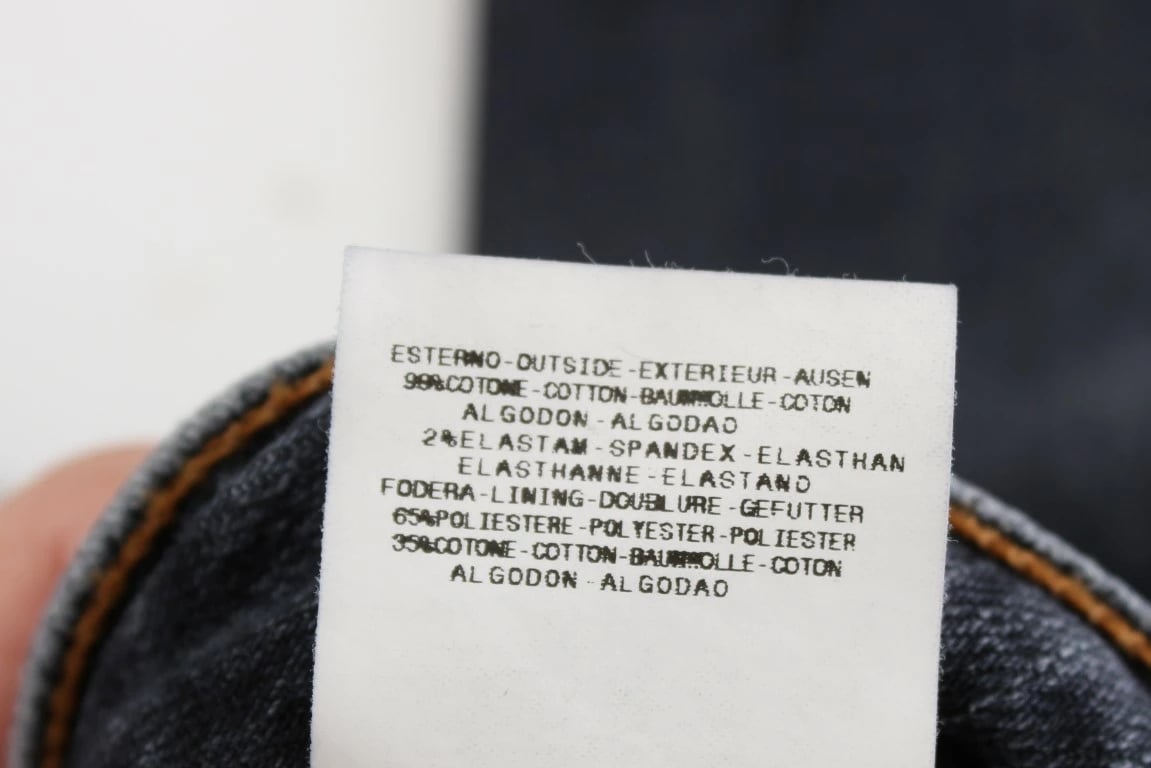 ESTERNO-OUTSIDE-EXTERIEUR-AUSEN
98%COTONE-COTTON-BAUMWOLLE-COTON
ALGODON-ALGODAO
2%ELASTAM-SPANDEX-ELASTHAN
ELASTHANNE-ELASTANO
FODERA-LINING-DOUBLURE-GEFUTTER
65%POLIESTERE-POLYESTER-POLIESTER
35%COTONE-COTTON-BAUMWOLLE-COTON
ALGODON-ALGODAO